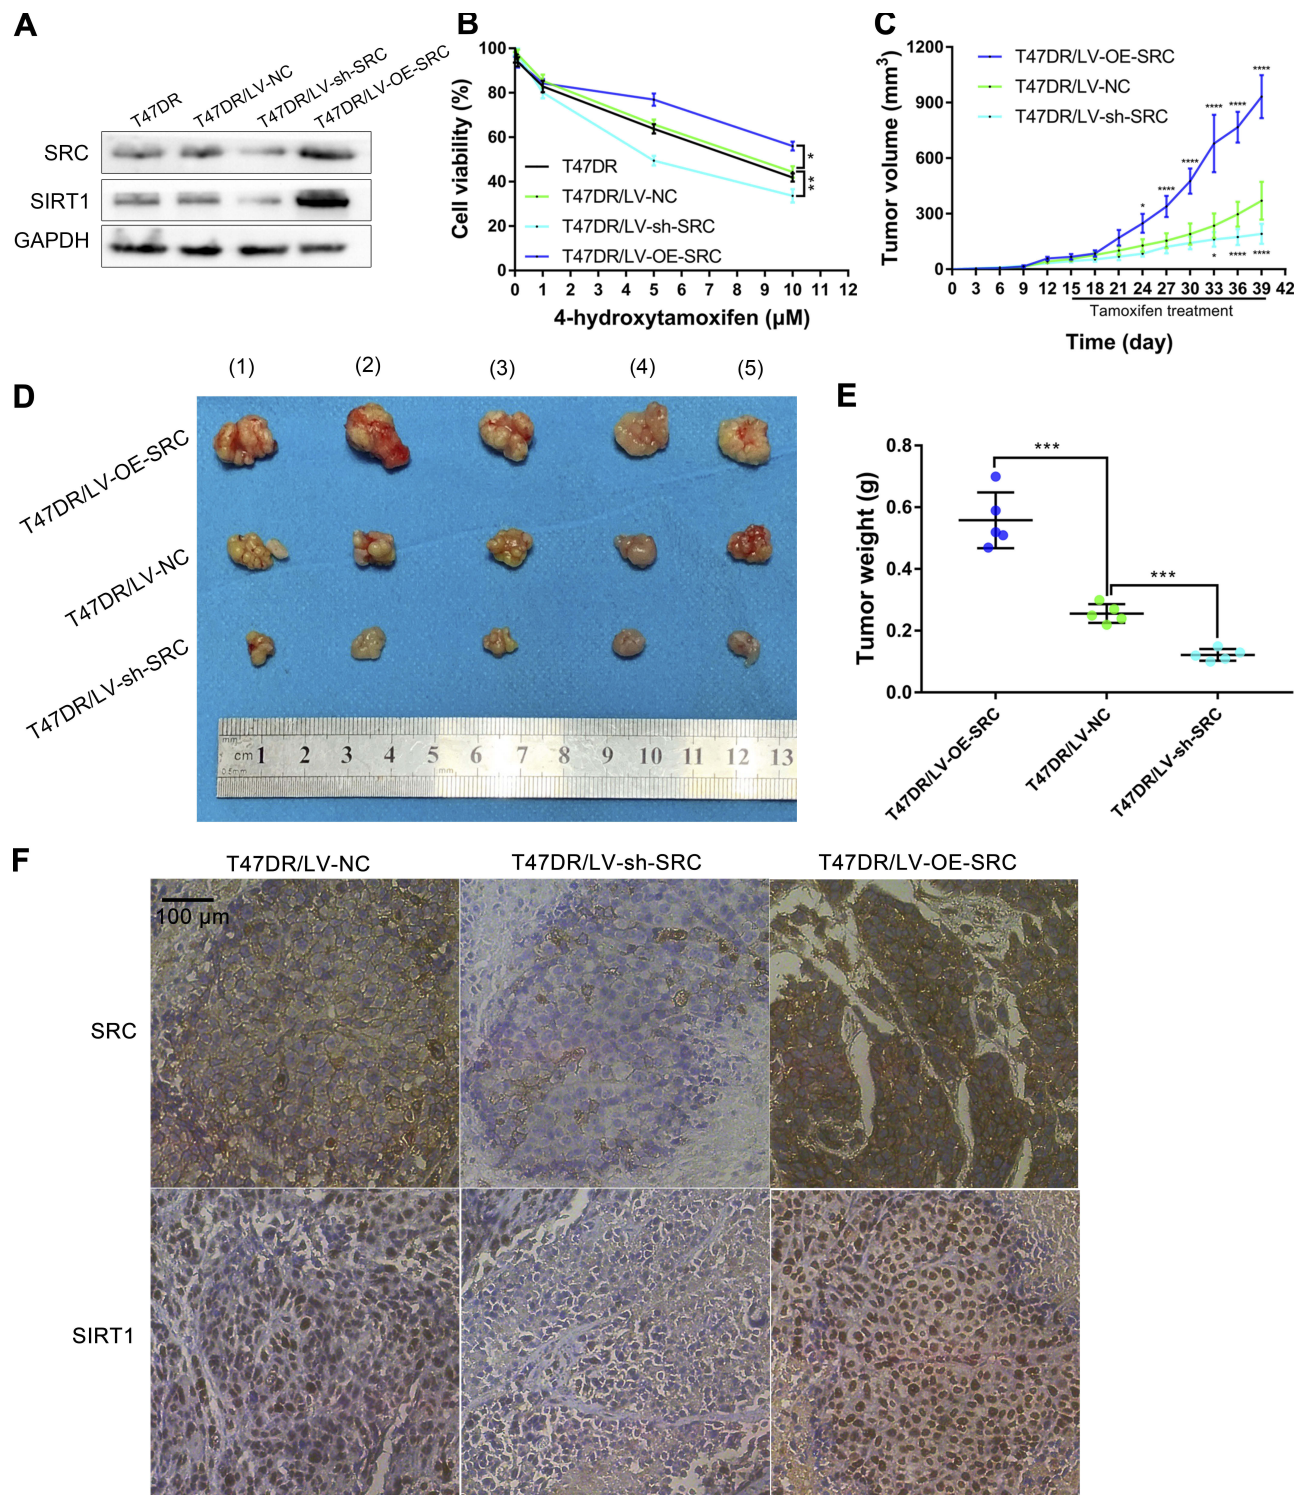 A
T47DR
T47DR/LV-NC
T47DR/LV-sh-SRC
T47DR/LV-OE-SRC
SRC
SIRT1
GAPDH
B
100
80
60
40
20
0
Cell viability (%)
T47DR
T47DR/LV-NC
T47DR/LV-sh-SRC
T47DR/LV-OE-SRC
*
**
0 1 2 3 4 5 6 7 8 9 10 11 12
4-hydroxytamoxifen (µM)
C
1200
900
600
300
0
Tumor volume (mm³)
T47DR/LV-OE-SRC
T47DR/LV-NC
T47DR/LV-sh-SRC
* **** **** **** **** ****
* **** ****
0 3 6 9 12 15 18 21 24 27 30 33 36 39 42
Tamoxifen treatment
Time (day)
D
(1) (2) (3) (4) (5)
T47DR/LV-OE-SRC
T47DR/LV-NC
T47DR/LV-sh-SRC
mm
cm 1 2 3 4 5 6 7 8 9 10 11 12 13
0.5mm
mm
E
0.8
0.6
0.4
0.2
0.0
Tumor weight (g)
***
***
T47DR/LV-OE-SRC
T47DR/LV-NC
T47DR/LV-sh-SRC
F
T47DR/LV-NC T47DR/LV-sh-SRC T47DR/LV-OE-SRC
100 µm
SRC
SIRT1